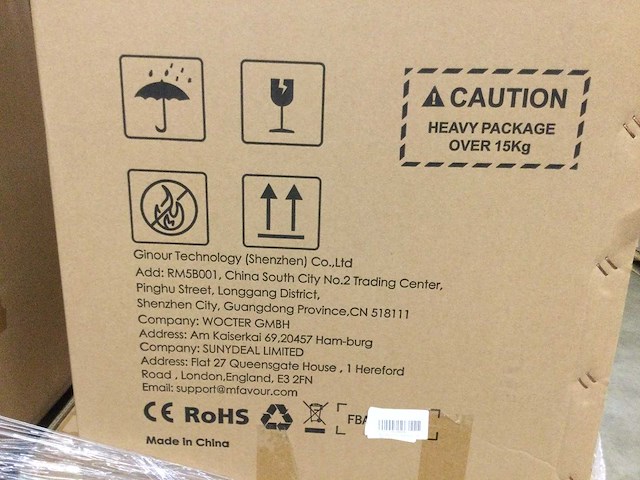 CAUTION
HEAVY PACKAGE
OVER 15Kg
Ginour Technology (Shenzhen) Co.,Ltd
Add: RM5B001, China South City No.2 Trading Center,
Pinghu Street, Longgang District,
Shenzhen City, Guangdong Province,CN 518111
Company: WOCTER GMBH
Address: Am Kaiserkai 69,20457 Ham-burg
Company: SUNYDEAL LIMITED
Address: Flat 27 Queensgate House , 1 Hereford
Road , London,England, E3 2FN
Email: support@mfavour.com
CE RoHS FBA
Made In China